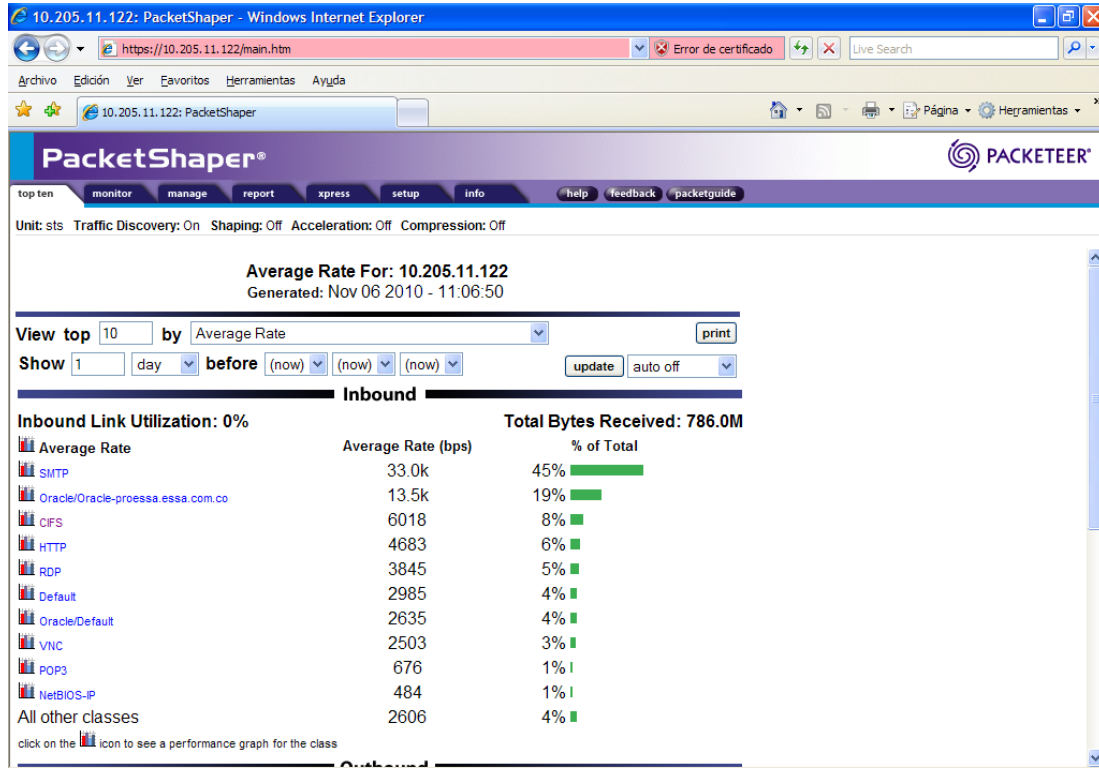 10.205.11.122: PacketShaper - Windows Internet Explorer
https://10.205.11.122/main.htm Error de certificado Live Search
Archivo Edición Ver Favoritos Herramientas Ayuda
10.205.11.122: PacketShaper Página Herramientas
PacketShaper® PACKETEER®
top ten monitor manage report xpress setup info help feedback packetguide
Unit: sts Traffic Discovery: On Shaping: Off Acceleration: Off Compression: Off
Average Rate For: 10.205.11.122
Generated: Nov 06 2010 - 11:06:50
View top 10 by Average Rate print
Show 1 day before (now) (now) (now) update auto off
Inbound
Inbound Link Utilization: 0% Total Bytes Received: 786.0M
Average Rate Average Rate (bps) % of Total
SMTP 33.0k 45%
Oracle/Oracle-proessa.essa.com.co 13.5k 19%
CIFS 6018 8%
HTTP 4683 6%
RDP 3845 5%
Default 2985 4%
Oracle/Default 2635 4%
VNC 2503 3%
POP3 676 1%
NetBIOS-IP 484 1%
All other classes 2606 4%
click on the icon to see a performance graph for the class
Outbound